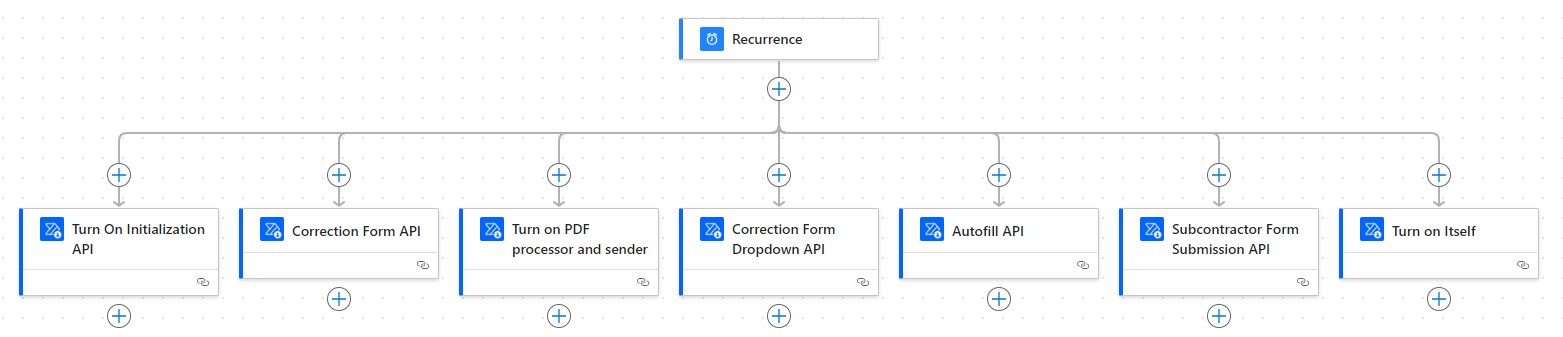 Recurrence
Turn On Initialization
API
Correction Form API
Turn on PDF
processor and sender
Correction Form
Dropdown API
Autofill API
Subcontractor Form
Submission API
Turn on Itself